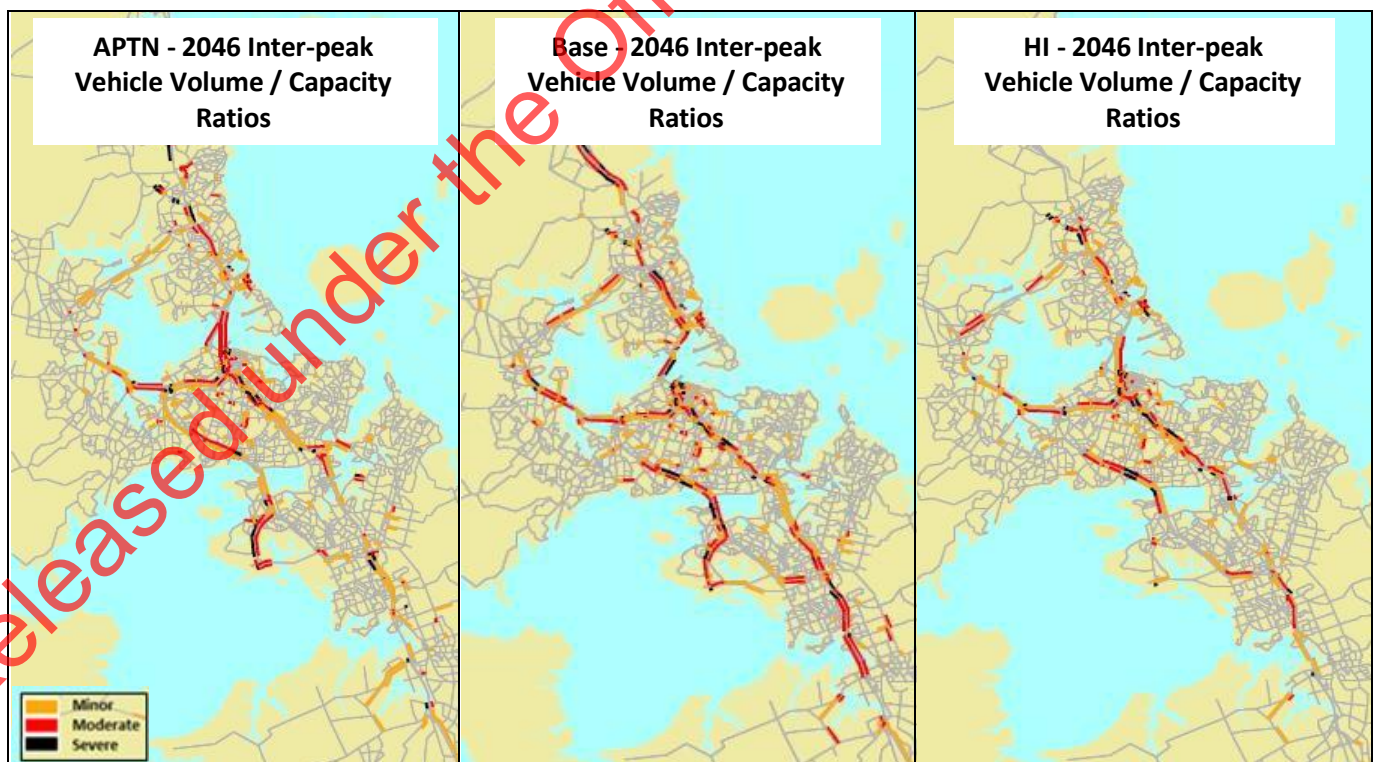 APTN - 2046 Inter-peak
Vehicle Volume / Capacity
Ratios
Base - 2046 Inter-peak
Vehicle Volume / Capacity
Ratios
HI - 2046 Inter-peak
Vehicle Volume / Capacity
Ratios
eleased under the O
Minor
Moderate
Severe